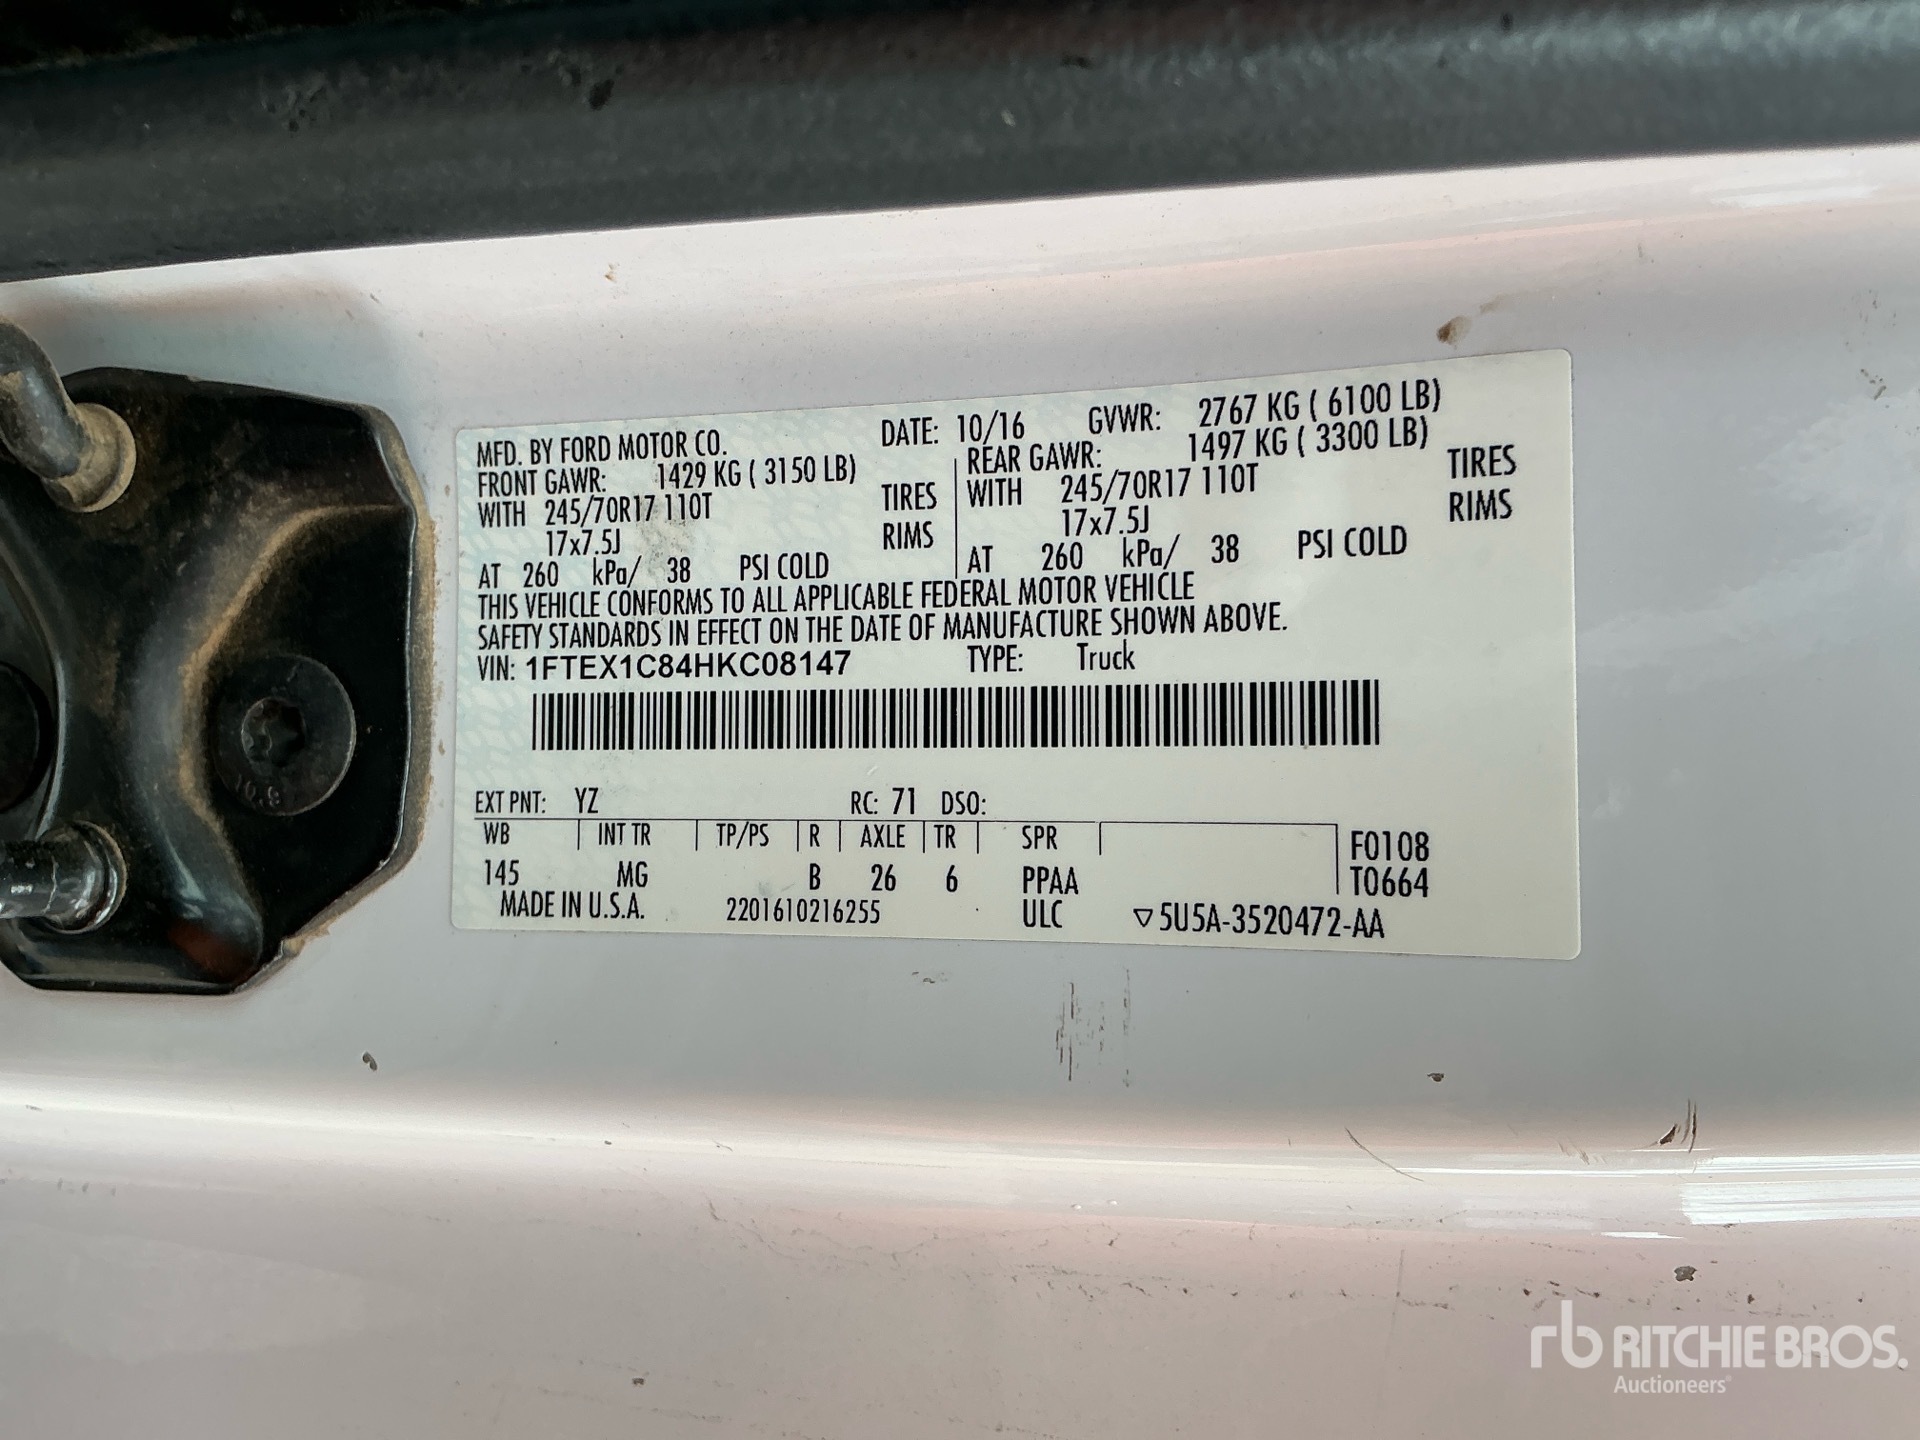 MFD. BY FORD MOTOR CO. DATE: 10/16 GVWR: 2767 KG ( 6100 LB)
FRONT GAWR: 1429 KG ( 3150 LB) REAR GAWR: 1497 KG ( 3300 LB)
WITH 245/70R17 110T TIRES WITH 245/70R17 110T TIRES
17x7.5J RIMS 17x7.5J RIMS
AT 260 kPa/ 38 PSI COLD AT 260 kPa/ 38 PSI COLD
THIS VEHICLE CONFORMS TO ALL APPLICABLE FEDERAL MOTOR VEHICLE
SAFETY STANDARDS IN EFFECT ON THE DATE OF MANUFACTURE SHOWN ABOVE.
VIN: 1FTEX1C84HKC08147 TYPE: Truck
EXT PNT: YZ RC: 71 DSO:
WB INT TR TP/PS R AXLE TR SPR F0108
145 MG B 26 6 PPAA T0664
MADE IN U.S.A. 2201610216255 ULC ▽5U5A-3520472-AA
10.9
rb RITCHIE BROS.
Auctioneers